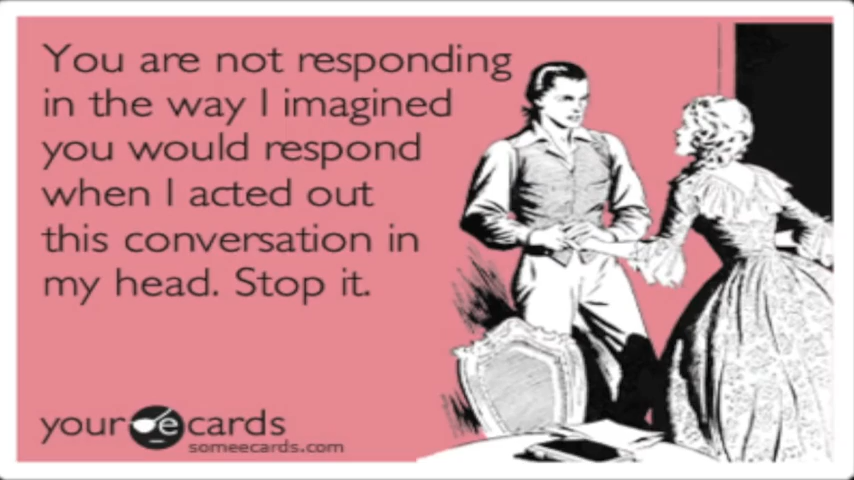 You are not responding
in the way I imagined
you would respond
when I acted out
this conversation in
my head. Stop it.
your e cards
someecards.com